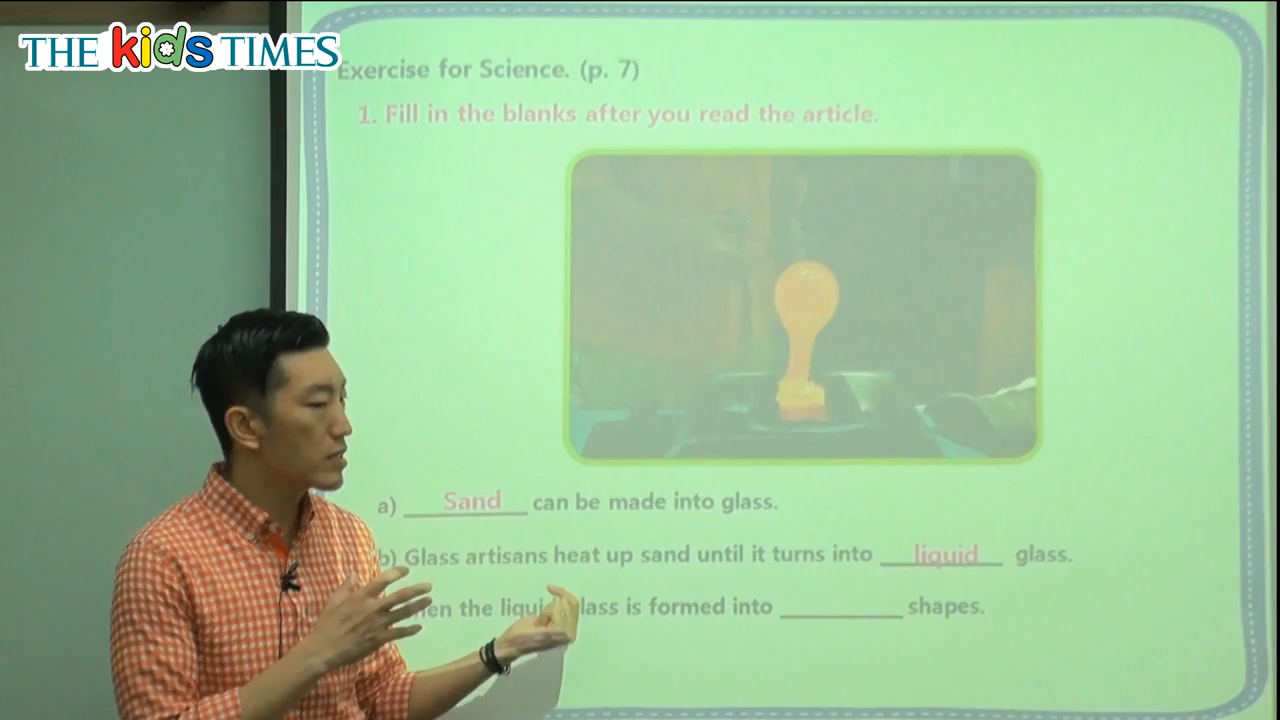 THE kids TIMES
Exercise for Science. (p. 7)
1. Fill in the blanks after you read the article.
a) Sand can be made into glass.
b) Glass artisans heat up sand until it turns into liquid glass.
the liquid glass is formed into shapes.